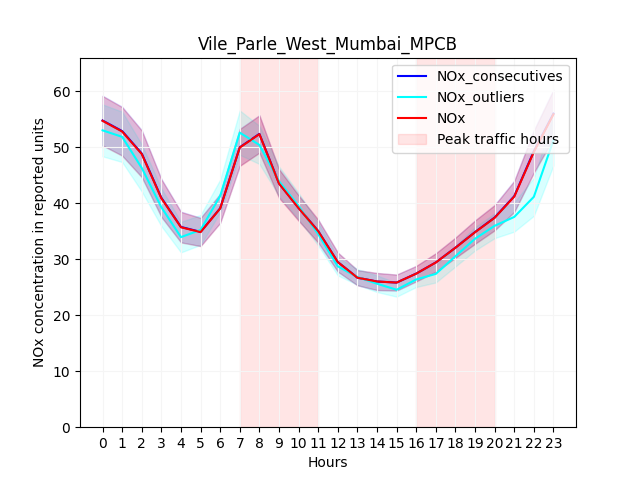 Vile_Parle_West_Mumbai_MPCB
NOx_consecutives
NOx_outliers
NOx
Peak traffic hours
NOx concentration in reported units
60
50
40
30
20
10
0
0 1 2 3 4 5 6 7 8 9 10 11 12 13 14 15 16 17 18 19 20 21 22 23
Hours